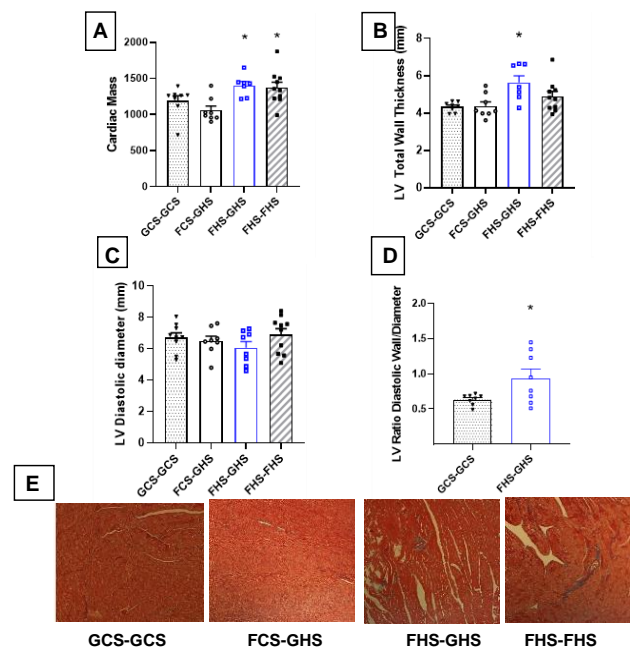 A
Cardiac Mass
2000
1500
1000
500
0
*
*
GCS-GCS
FCS-GHS
FHS-GHS
FHS-FHS
B
LV Total Wall Thickness (mm)
8
6
4
2
0
*
GCS-GCS
FCS-GHS
FHS-GHS
FHS-FHS
C
LV Diastolic diameter (mm)
10
8
6
4
2
0
GCS-GCS
FCS-GHS
FHS-GHS
FHS-FHS
D
LV Ratio Diastolic Wall/Diameter
2.0
1.5
1.0
0.5
*
GCS-GCS
FHS-GHS
E
GCS-GCS
FCS-GHS
FHS-GHS
FHS-FHS